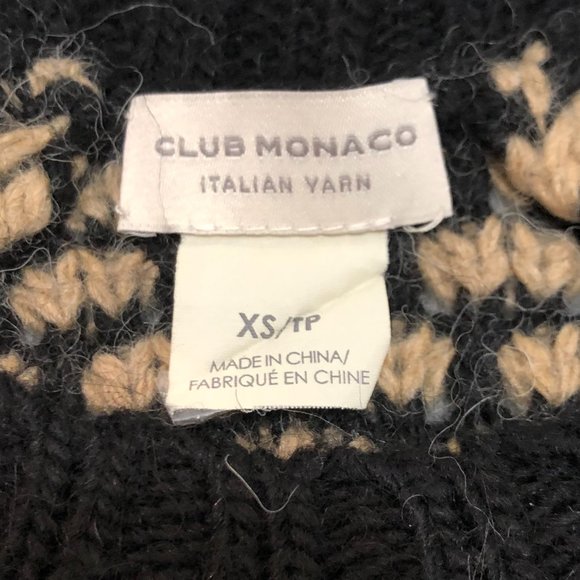 CLUB MONACO
ITALIAN YARN
XS/TP
MADE IN CHINA/
FABRIQUÉ EN CHINE